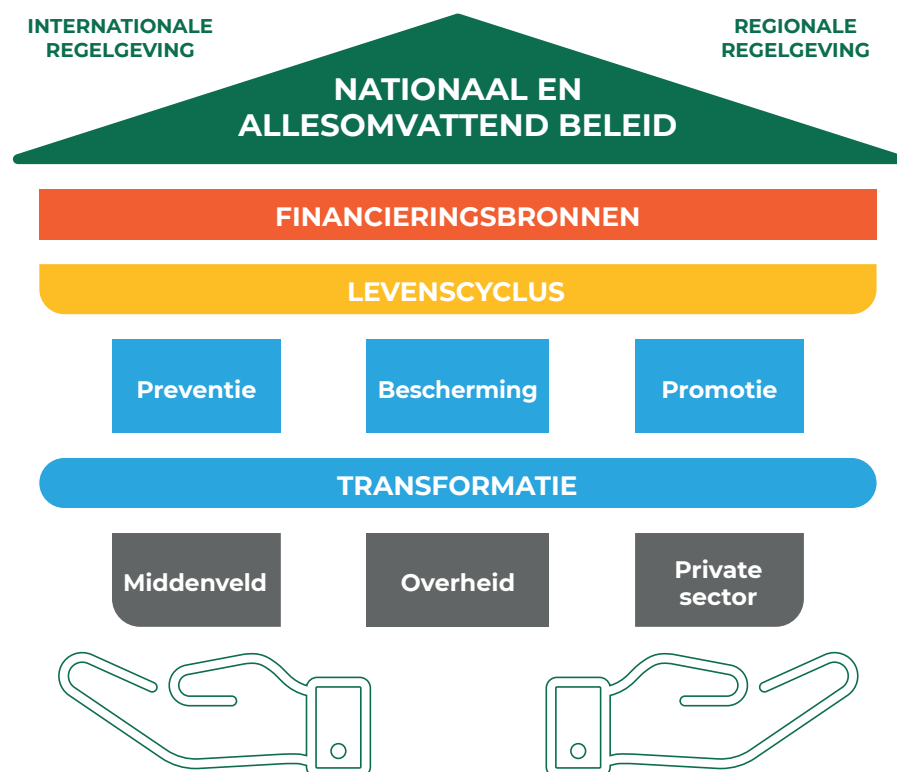 INTERNATIONALE
REGELGEVING
REGIONALE
REGELGEVING
NATIONAAL EN
ALLESOMVATTEND BELEID
FINANCIERINGSBRONNEN
LEVENSCYCLUS
Preventie
Bescherming
Promotie
TRANSFORMATIE
Middenveld
Overheid
Private
sector